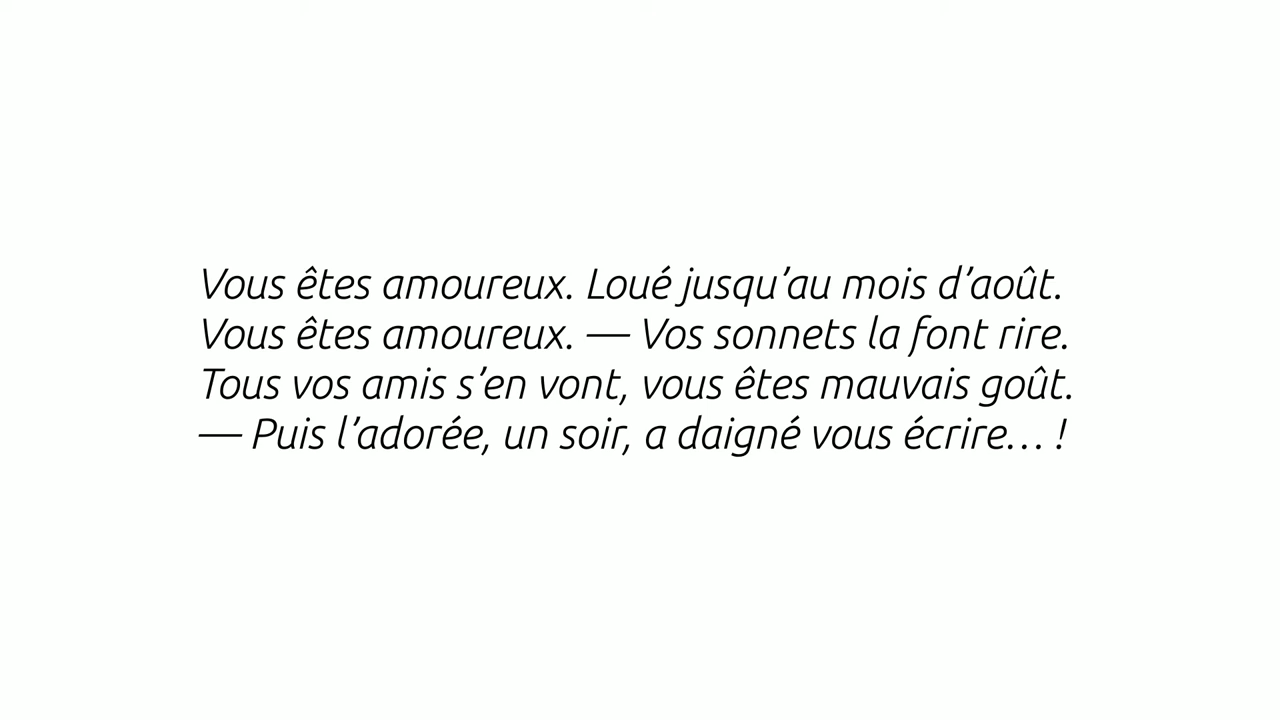 Vous êtes amoureux. Loué jusqu’au mois d’août.
Vous êtes amoureux. — Vos sonnets la font rire.
Tous vos amis s’en vont, vous êtes mauvais goût.
— Puis l’adorée, un soir, a daigné vous écrire… !